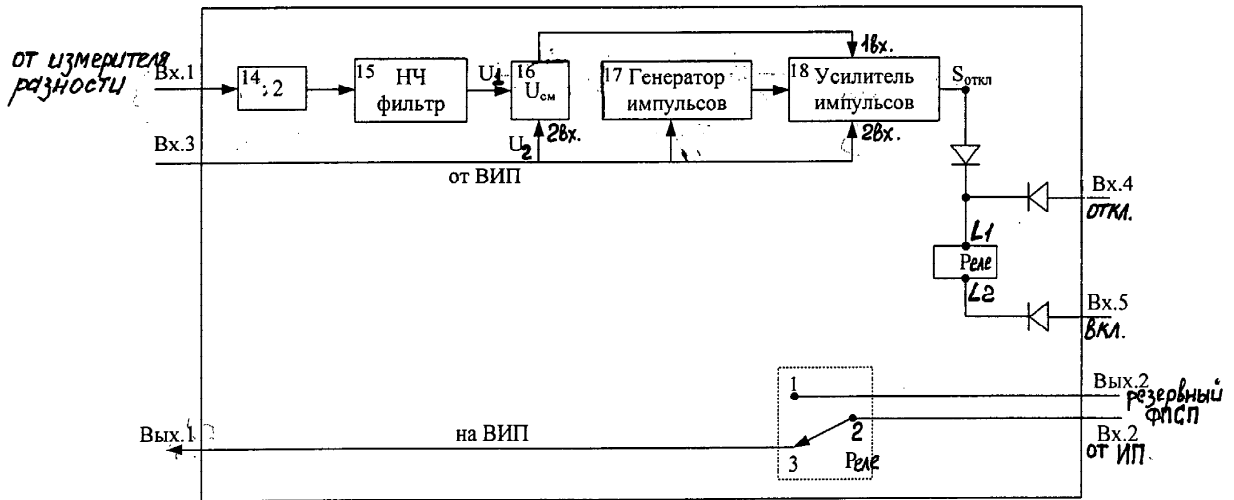 от измерителя
разности
Вх.1
14
: 2
15
НЧ
фильтр
U1
16
Uсм
17 Генератор
импульсов
1вх.
18 Усилитель
импульсов
Sоткл
Вх.3
U2
2вх.
2вх.
от ВИП
Вх.4
откл.
L1
Реле
L2
Вх.5
вкл.
1
Вых.2
резервный
ФПСП
Вых.1
на ВИП
2
3
Реле
Вх.2
от ИП